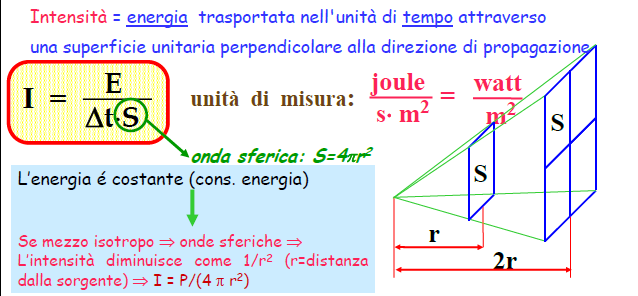 Intensità = energia trasportata nell'unità di tempo attraverso
una superficie unitaria perpendicolare alla direzione di propagazione
I = E / Δt·S
unità di misura: joule / s· m² = watt / m²
onda sferica: S=4πr²
L'energia é costante (cons. energia)
Se mezzo isotropo ⇒ onde sferiche ⇒
L'intensità diminuisce come 1/r² (r=distanza
dalla sorgente) ⇒ I = P/(4 π r²)
S
S
r
2r